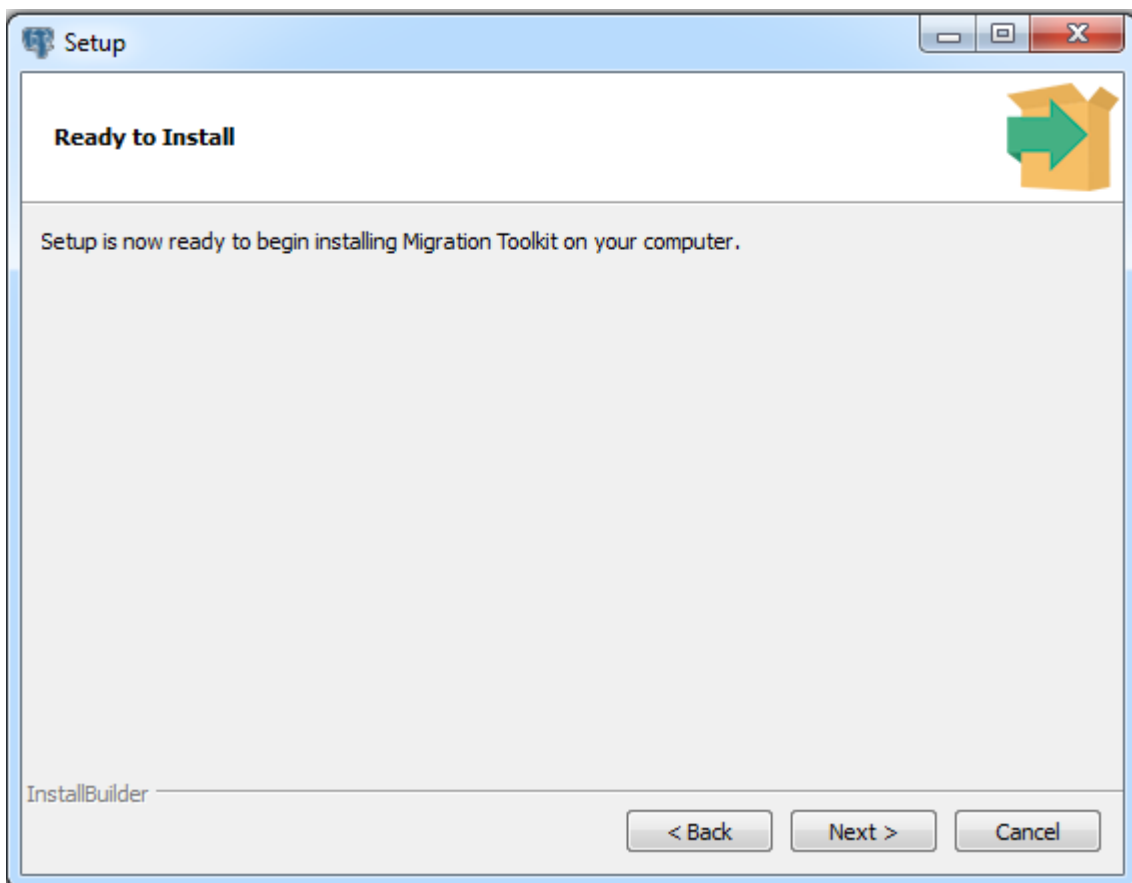 Setup
Ready to Install
Setup is now ready to begin installing Migration Toolkit on your computer.
InstallBuilder
< Back Next > Cancel